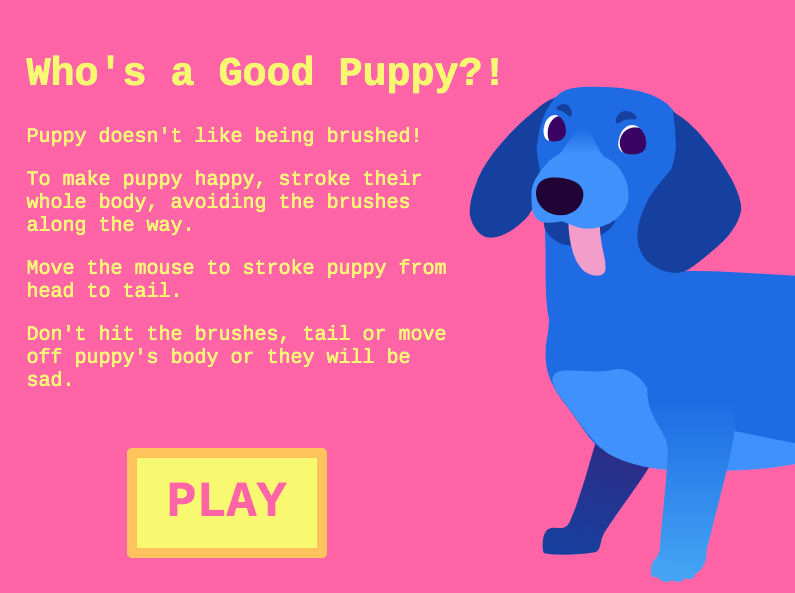 Who's a Good Puppy?!
Puppy doesn't like being brushed!
To make puppy happy, stroke their
whole body, avoiding the brushes
along the way.
Move the mouse to stroke puppy from
head to tail.
Don't hit the brushes, tail or move
off puppy's body or they will be
sad.
PLAY